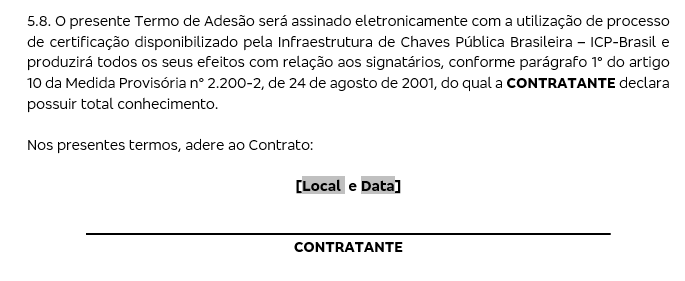 5.8. O presente Termo de Adesão será assinado eletronicamente com a utilização de processo
de certificação disponibilizado pela Infraestrutura de Chaves Pública Brasileira – ICP-Brasil e
produzirá todos os seus efeitos com relação aos signatários, conforme parágrafo 1° do artigo
10 da Medida Provisória n° 2.200-2, de 24 de agosto de 2001, do qual a CONTRATANTE declara
possuir total conhecimento.
Nos presentes termos, adere ao Contrato:
[Local e Data]
CONTRATANTE